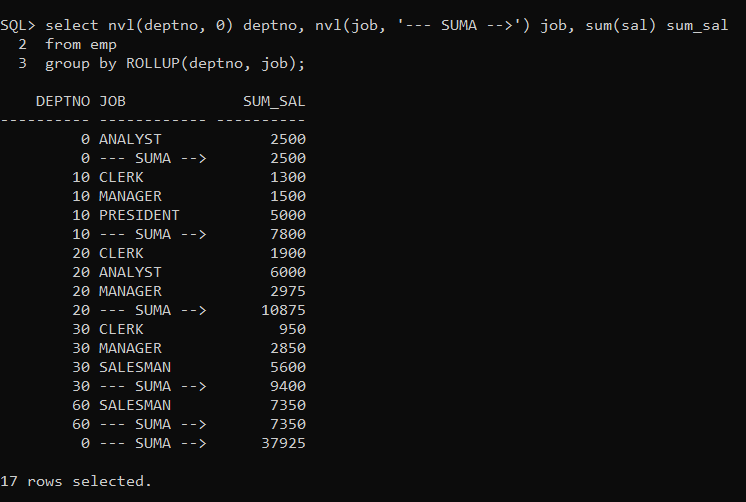 SQL> select nvl(deptno, 0) deptno, nvl(job, '--- SUMA -->') job, sum(sal) sum_sal
  2  from emp
  3  group by ROLLUP(deptno, job);

    DEPTNO JOB             SUM_SAL
---------- ------------ ----------
         0 ANALYST            2500
         0 --- SUMA -->       2500
        10 CLERK              1300
        10 MANAGER            1500
        10 PRESIDENT          5000
        10 --- SUMA -->       7800
        20 CLERK              1900
        20 ANALYST            6000
        20 MANAGER            2975
        20 --- SUMA -->      10875
        30 CLERK               950
        30 MANAGER            2850
        30 SALESMAN           5600
        30 --- SUMA -->       9400
        60 SALESMAN           7350
        60 --- SUMA -->       7350
         0 --- SUMA -->      37925

17 rows selected.